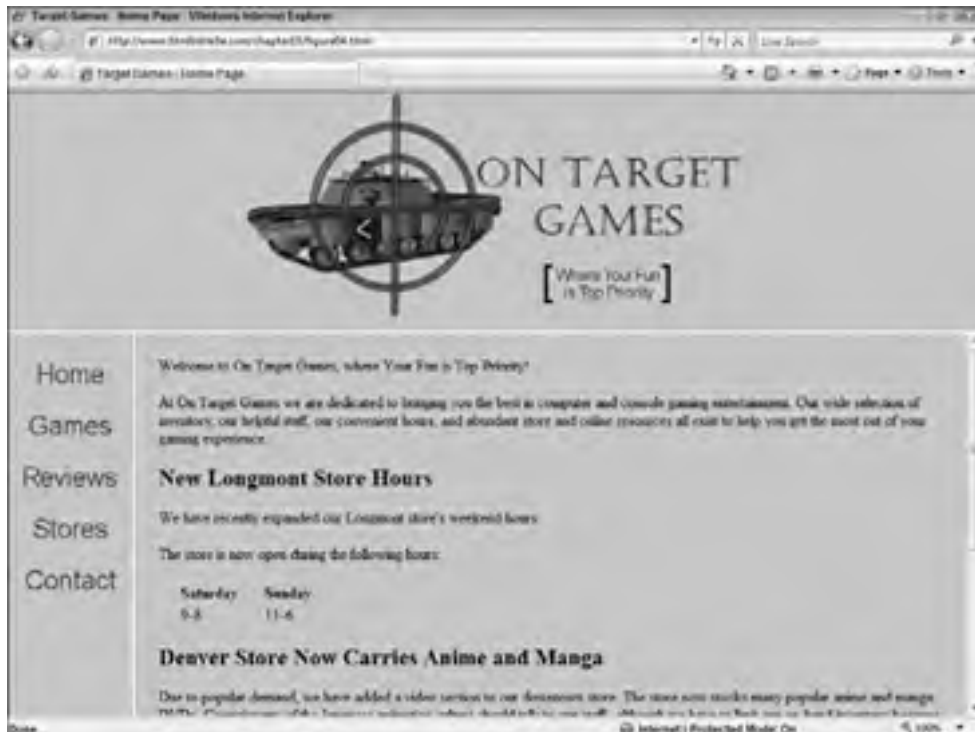 Target Games - Home Page - Windows Internet Explorer
Live Search
Target Games - Home Page
Page
Tools
ON TARGET
GAMES
[Where Your Fun
is Top Priority]
Home
Games
Reviews
Stores
Contact
Welcome to On Target Games, where Your Fun is Top Priority!
At On Target Games we are dedicated to bringing you the best in computer and console gaming entertainment. Our wide selection of
inventory, our helpful staff, our convenient hours, and abundant store and online resources all exist to help you get the most out of your
gaming experience.
New Longmont Store Hours
We have recently expanded our Longmont store's weekend hours.
The store is now open during the following hours:
Saturday Sunday
9-8 11-6
Denver Store Now Carries Anime and Manga
Due to popular demand, we have added a video section to our downtown store. The store now stocks many popular anime and manga
Done
Internet | Protected Mode: On
100%